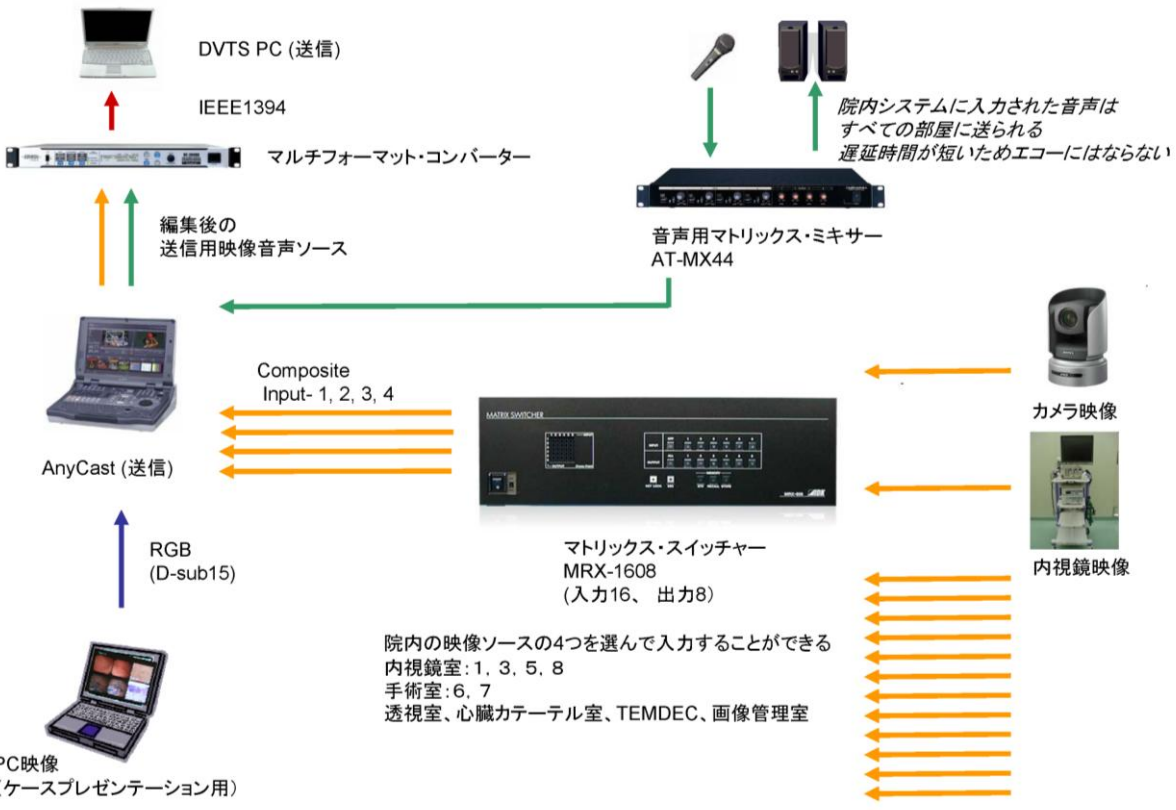 DVTS PC (送信)
IEEE1394
マルチフォーマット・コンバーター
編集後の
送信用映像音声ソース
院内システムに入力された音声は
すべての部屋に送られる
遅延時間が短いためエコーにはならない
音声用マトリックス・ミキサー
AT-MX44
Composite
Input- 1, 2, 3, 4
AnyCast (送信)
MATRIX SWITCHER
INPUT
OUTPUT
カメラ映像
マトリックス・スイッチャー
MRX-1608
(入力16、 出力8)
内視鏡映像
RGB
(D-sub15)
院内の映像ソースの4つを選んで入力することができる
内視鏡室：1, 3, 5, 8
手術室：6, 7
透視室、心臓カテーテル室、TEMDEC、画像管理室
PC映像
(ケースプレゼンテーション用)